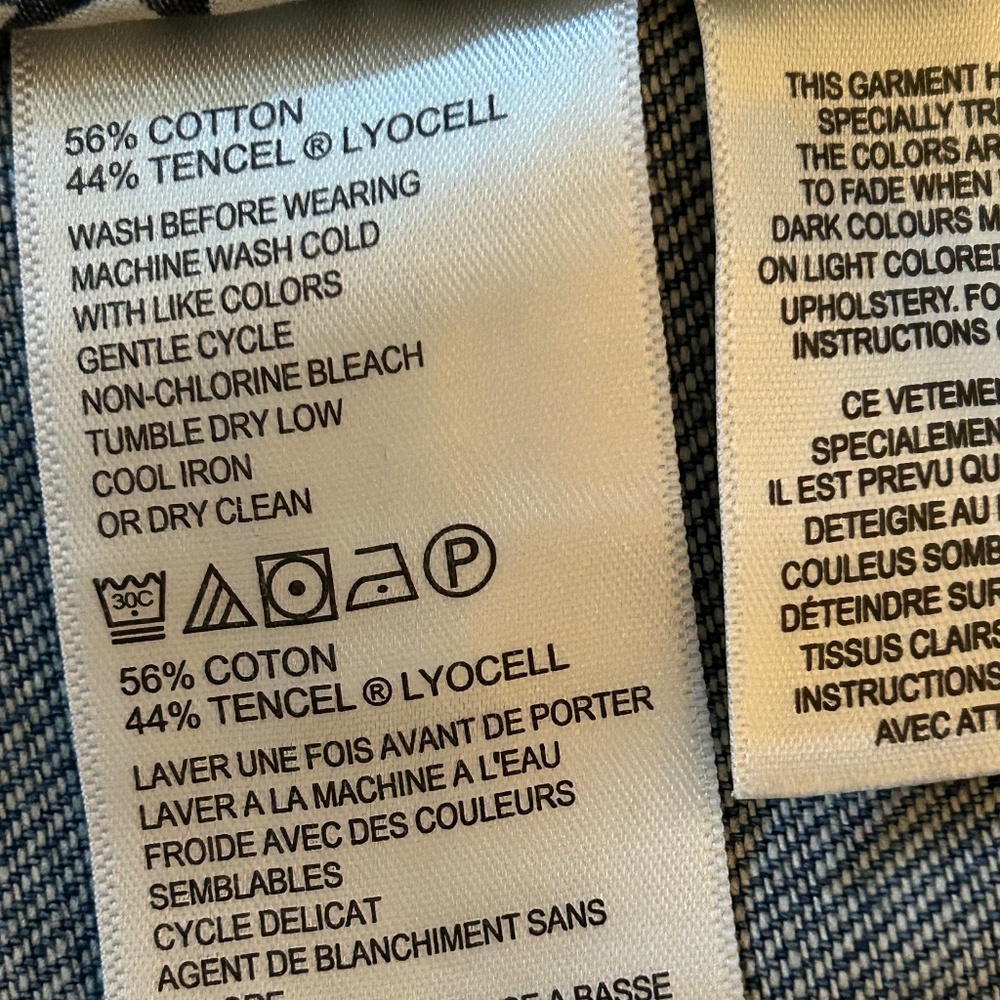 56% COTTON
44% TENCEL ® LYOCELL
WASH BEFORE WEARING
MACHINE WASH COLD
WITH LIKE COLORS
GENTLE CYCLE
NON-CHLORINE BLEACH
TUMBLE DRY LOW
COOL IRON
OR DRY CLEAN
30C
P
56% COTON
44% TENCEL ® LYOCELL
LAVER UNE FOIS AVANT DE PORTER
LAVER A LA MACHINE A L'EAU
FROIDE AVEC DES COULEURS
SEMBLABLES
CYCLE DELICAT
AGENT DE BLANCHIMENT SANS
A BASSE
THIS GARMENT
SPECIALLY
THE COLORS
TO FADE WHEN
DARK COLOURS
ON LIGHT COLORED
UPHOLSTERY.
INSTRUCTIONS
CE
SPECIALEMEN
IL EST PREVU
DETEIGNE AU
COULEUS
DÉTEINDRE SUR
TISSUS CLAIRS
INSTRUCTIONS
AVEC